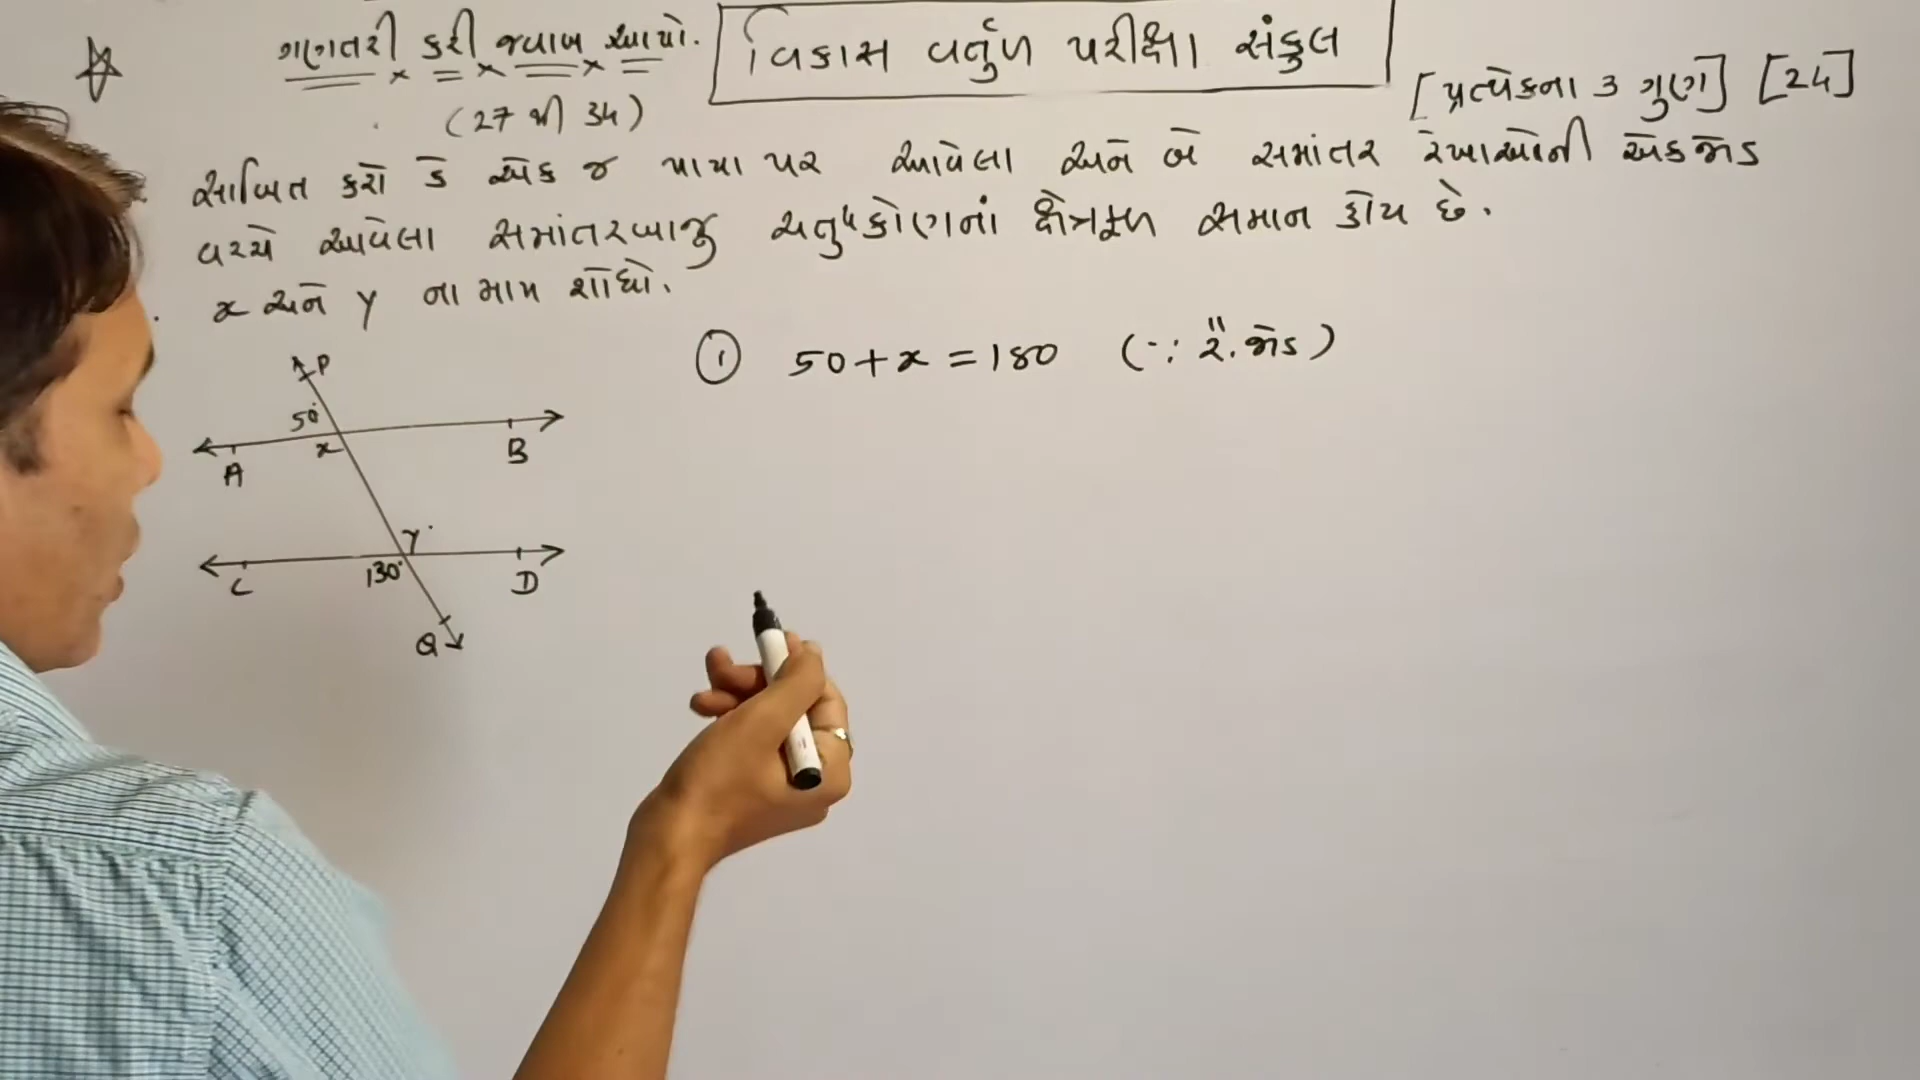 ગણતરી કરી જવાબ આપો.
વિકાસ વર્તુળ પરીક્ષા સંકુલ
(27 થી 34)
[પ્રત્યેકના 3 ગુણ] [24]
સાબિત કરો કે એક જ પાયા પર આવેલા અને બે સમાંતર રેખાઓની એકજોડ
વચ્ચે આવેલા સમાંતરબાજુ ચતુષ્કોણનાં ક્ષેત્રફળ સમાન હોય છે.
x અને y ના માપ શોધો.
① 50 + x = 180 (∵ રૈ. જોડ)
P
50°
x
A
B
y
C
130°
D
Q